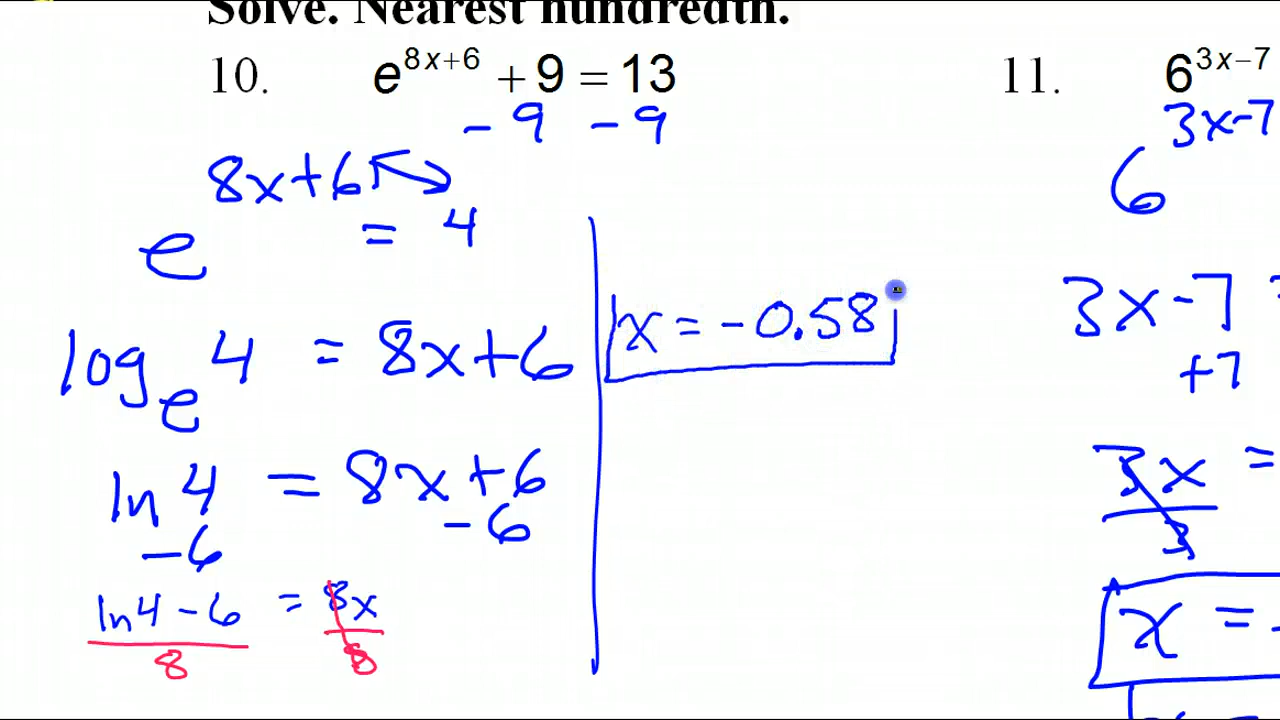 Solve. Nearest hundredth.
10. e^{8x+6} + 9 = 13
- 9 - 9
e^{8x+6} = 4
log_e 4 = 8x+6
ln 4 = 8x+6
-6 -6
ln4 - 6 = 8x
8 8
x = -0.58
11. 6^{3x-7}
6^{3x-7}
3x-7
+7
3x =
3
x =